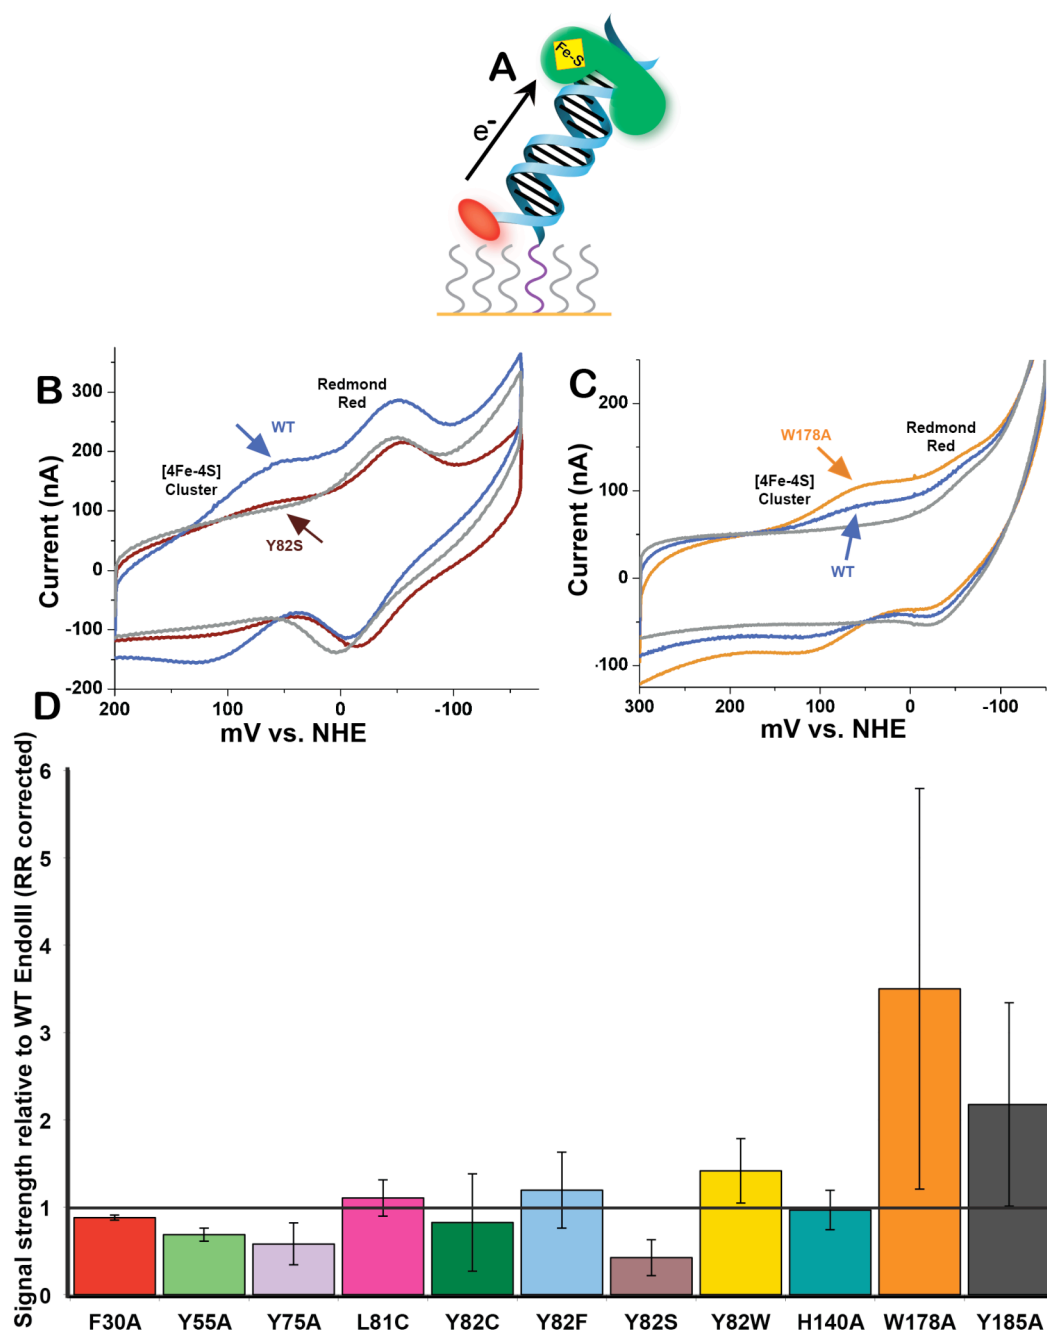 A
Fe-S
e-
B
C
Current (nA)
300
200
100
0
-100
-200
200
100
0
-100
mV vs. NHE
[4Fe-4S]
Cluster
WT
Redmond
Red
Y82S
Current (nA)
200
100
0
-100
300
200
100
0
-100
mV vs. NHE
W178A
[4Fe-4S]
Cluster
Redmond
Red
WT
D
Signal strength relative to WT EndoIII (RR corrected)
6
5
4
3
2
1
0
F30A Y55A Y75A L81C Y82C Y82F Y82S Y82W H140A W178A Y185A